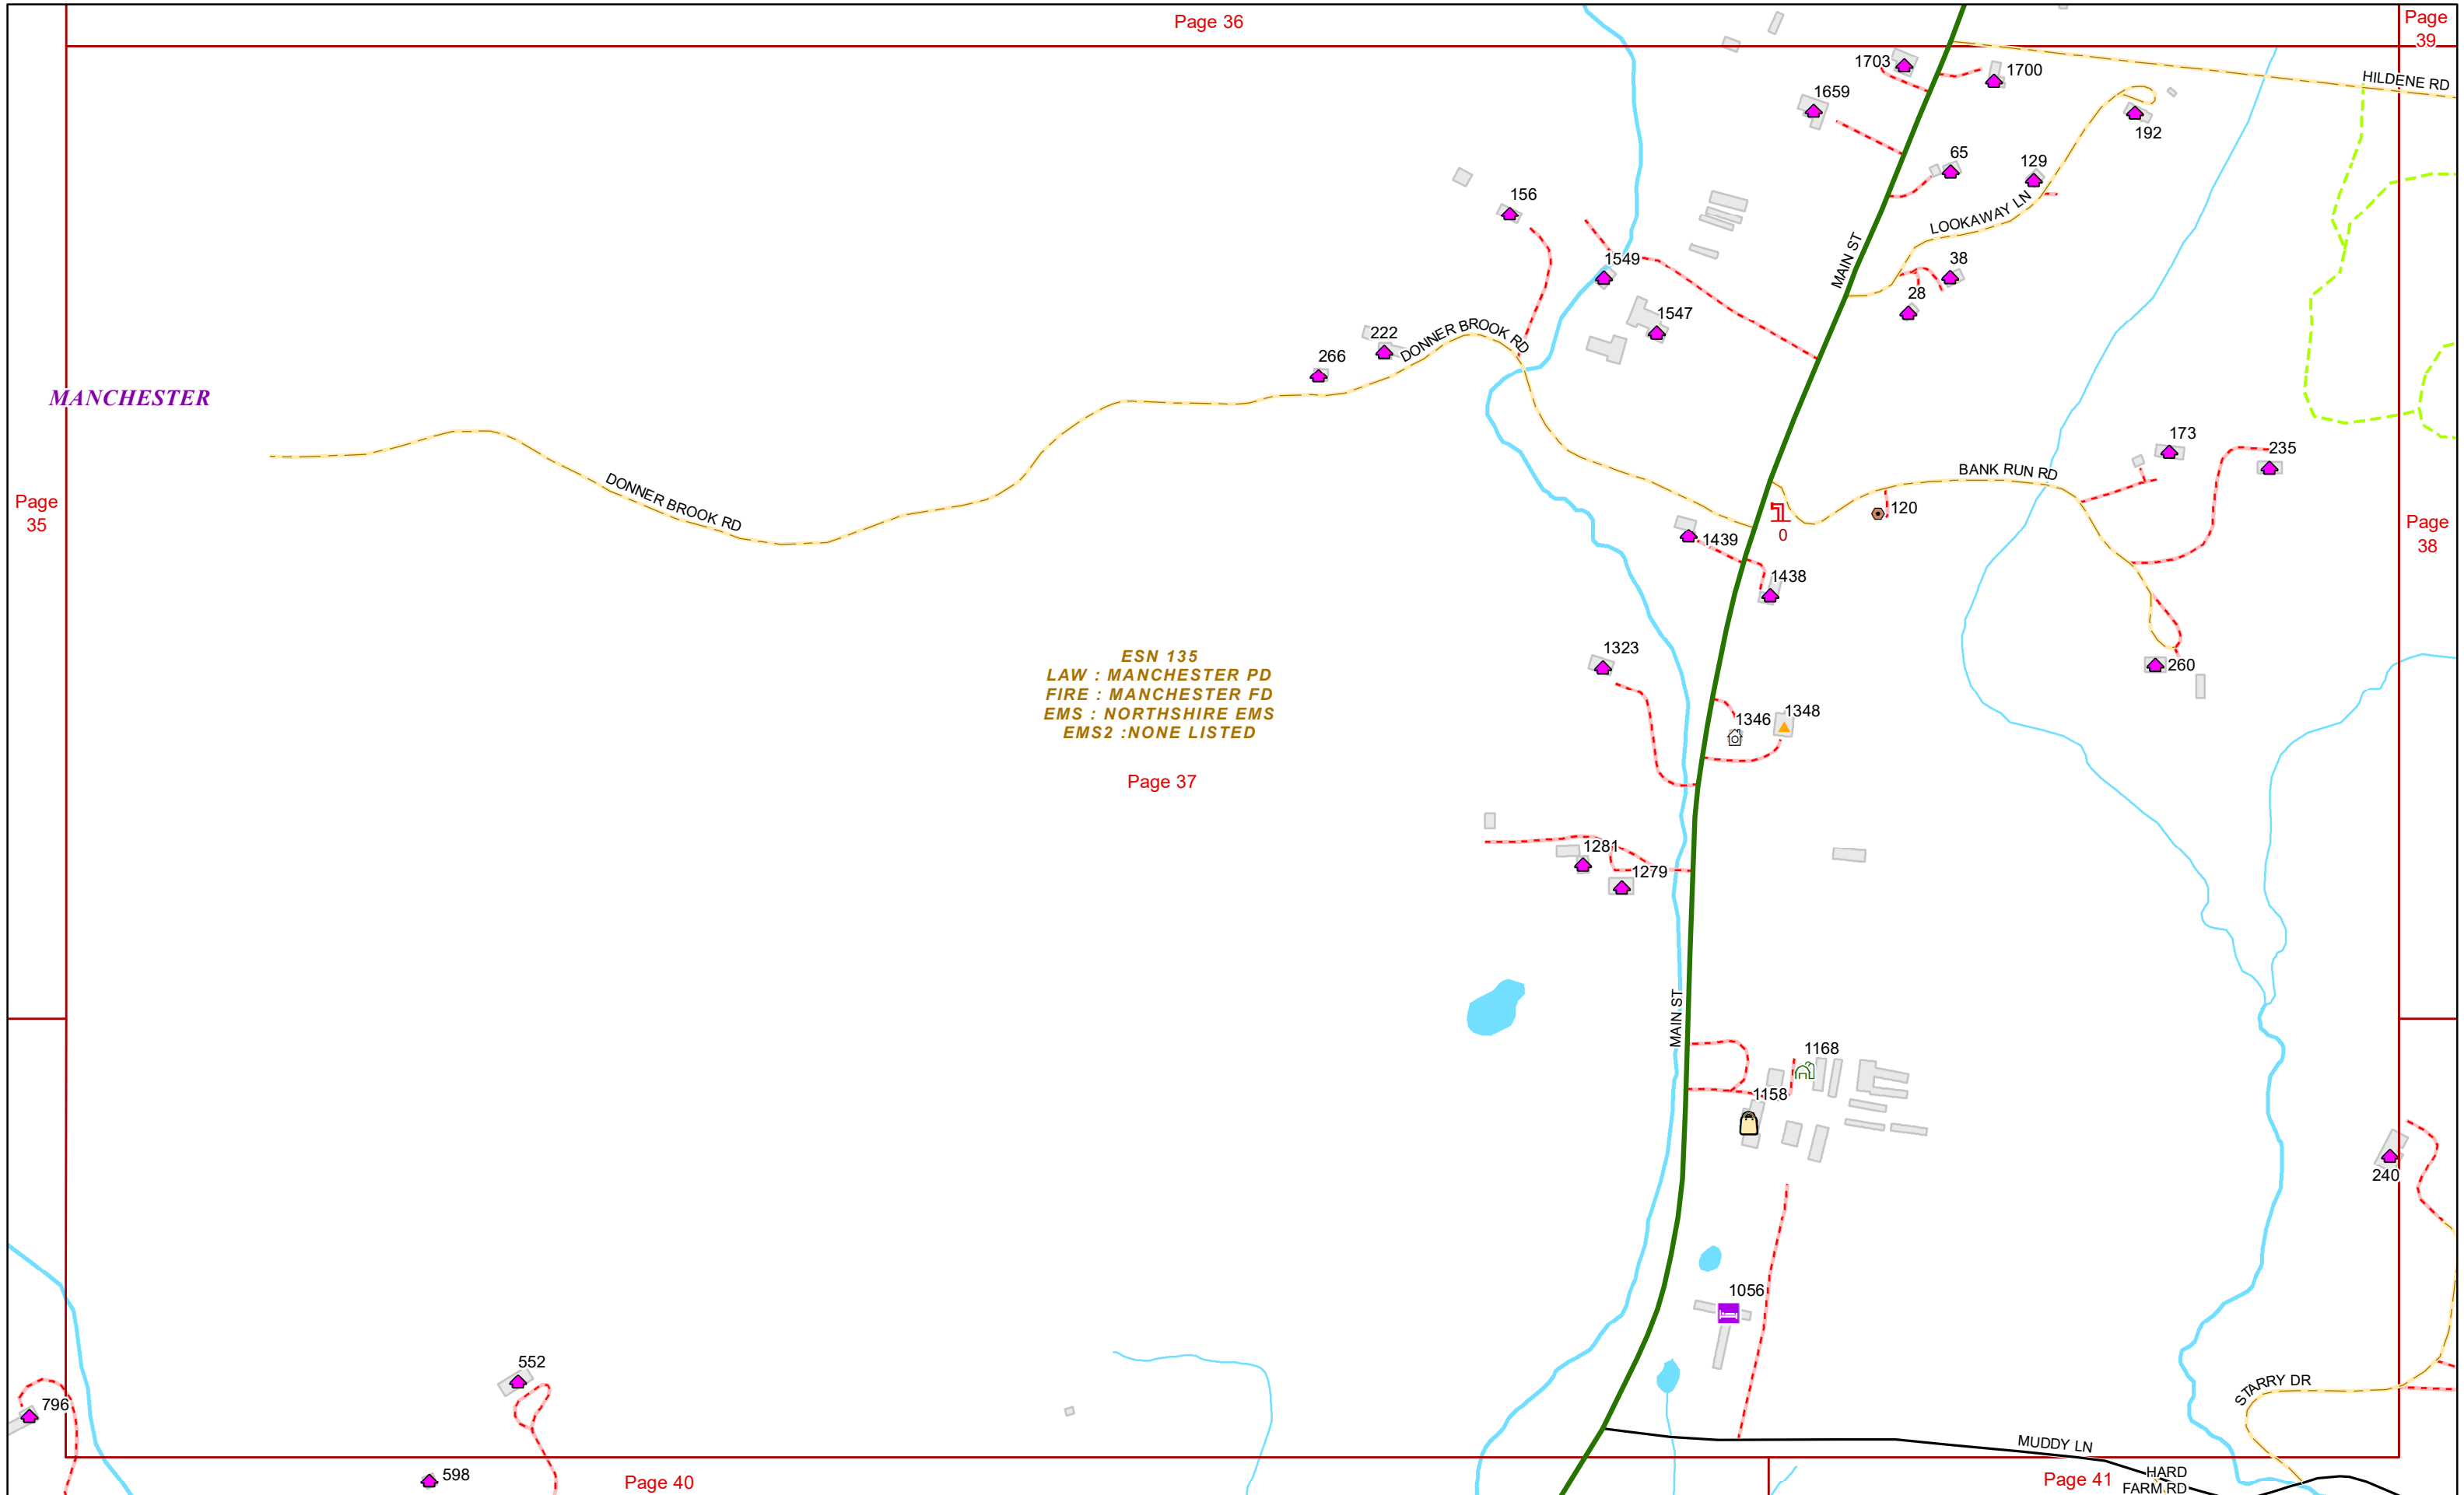 Page 36
Page
39
1703
1700
HILDENE RD
1659
192
65
129
156
LOOKAWAY LN
MAIN ST
1549
38
28
1547
222
DONNER BROOK RD
266
MANCHESTER
173
235
BANK RUN RD
DONNER BROOK RD
Page
35
120
Page
38
0
1439
1438
1323
260
ESN 135
LAW : MANCHESTER PD
FIRE : MANCHESTER FD
EMS : NORTHSHIRE EMS
EMS2 :NONE LISTED
1346
1348
Page 37
1281
1279
MAIN ST
1168
1158
240
1056
552
STARRY DR
796
MUDDY LN
598
Page 40
Page 41
HARD
FARM RD